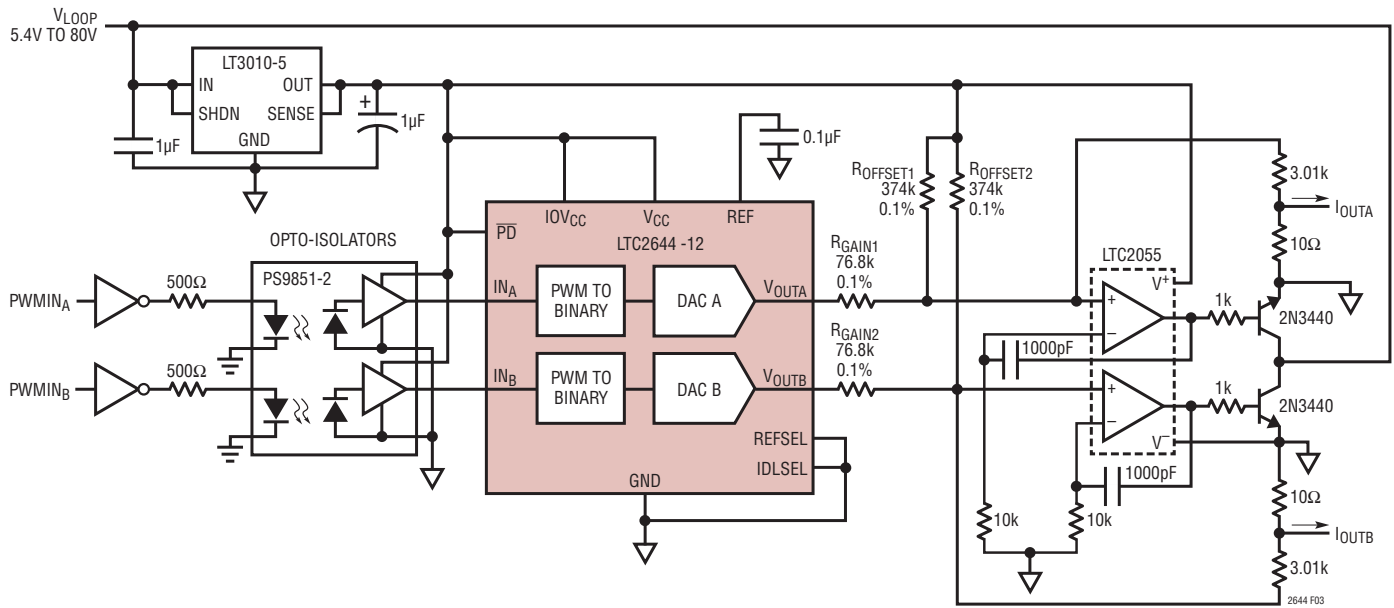 VLOOP
5.4V TO 80V
LT3010-5
IN
OUT
SHDN
SENSE
GND
1µF
+
1µF
0.1µF
ROFFSET1
374k
0.1%
ROFFSET2
374k
0.1%
3.01k
IOUTA
10Ω
OPTO-ISOLATORS
PS9851-2
PWMINA
500Ω
PWMINB
500Ω
IOVCC
VCC
REF
PD
LTC2644 -12
INA
PWM TO
BINARY
DAC A
VOUTA
INB
PWM TO
BINARY
DAC B
VOUTB
REFSEL
IDLSEL
GND
RGAIN1
76.8k
0.1%
RGAIN2
76.8k
0.1%
LTC2055
V+
+
–
1000pF
1k
2N3440
+
–
V–
1000pF
1k
2N3440
10k
10k
10Ω
IOUTB
3.01k
2644 F03